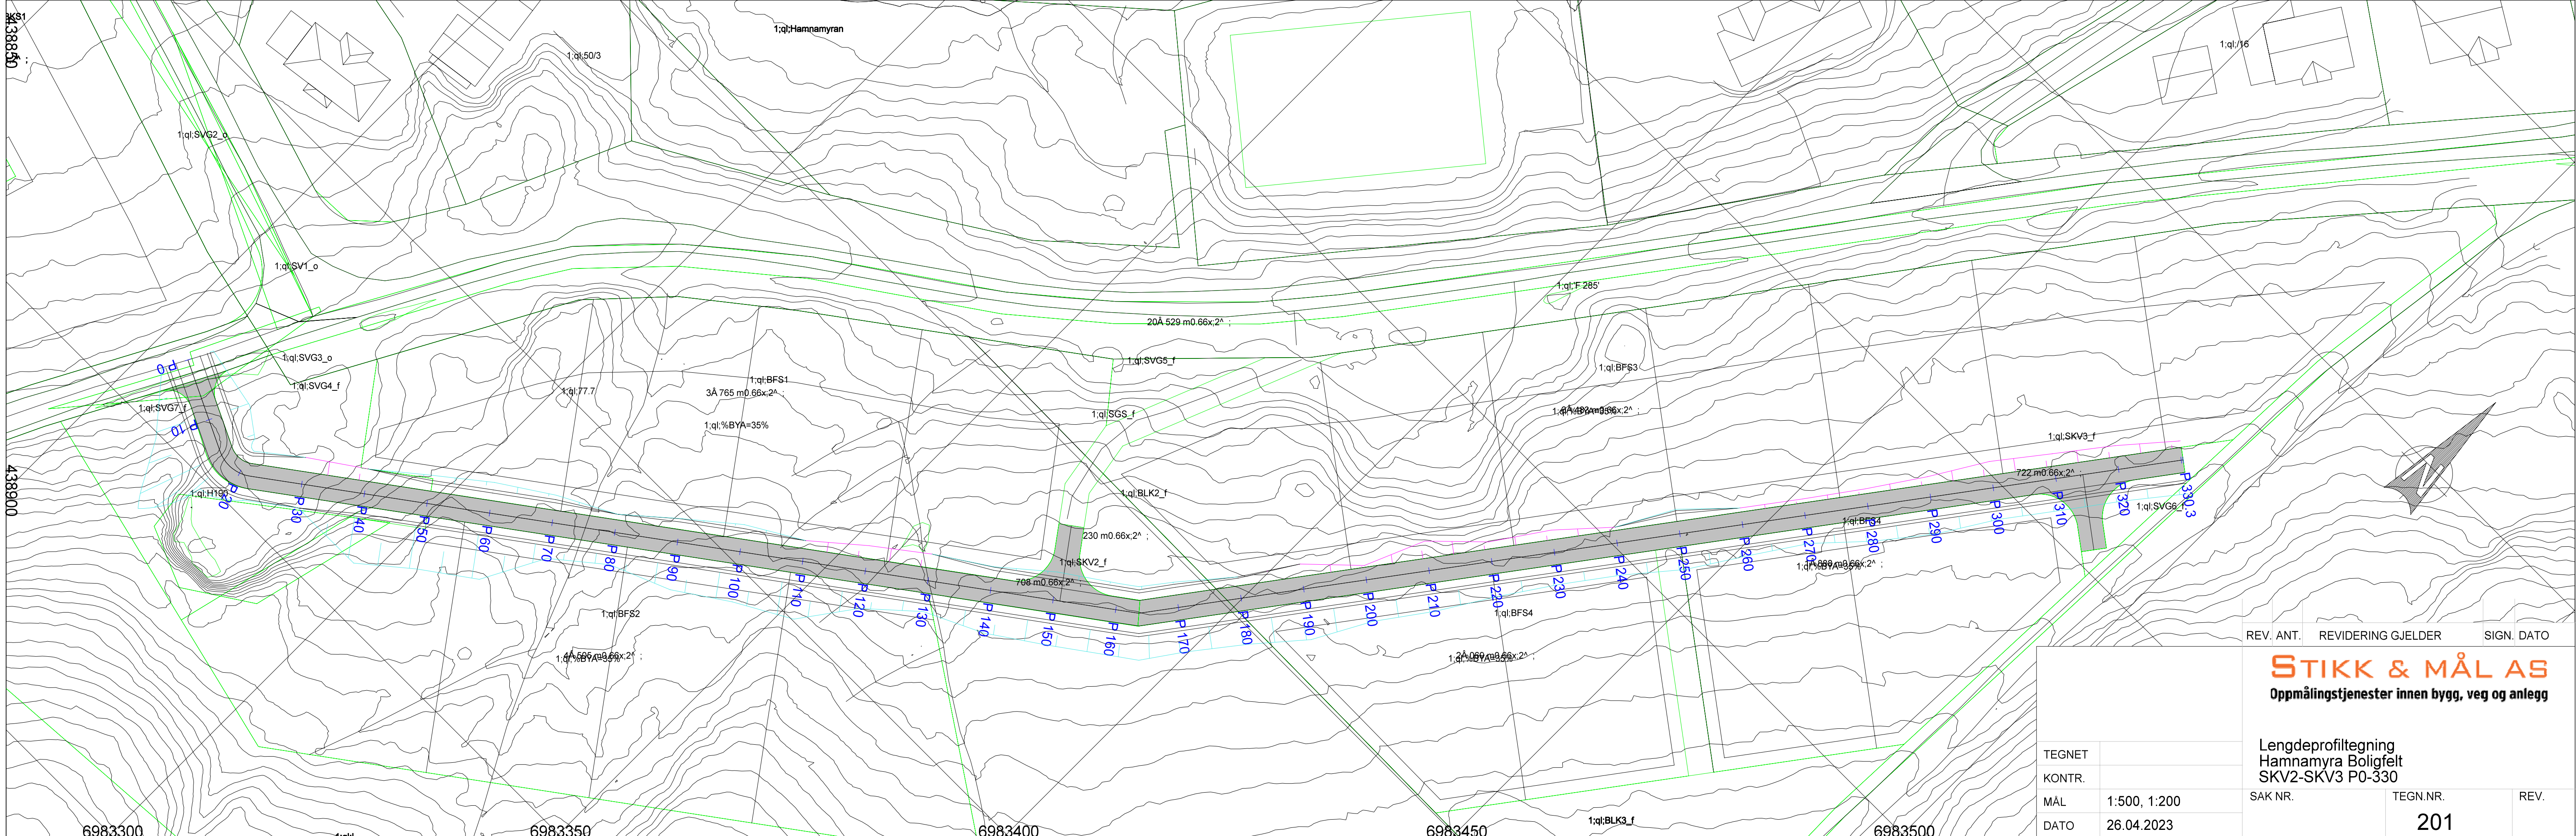 BKS1
438850
1;ql;Hamnamyran
1;ql;50/3
1;ql;/16
1;ql;SVG2_o
1;ql;SV1_o
1;ql;'F 285'
20Å 529 m0.66x;2^ ;
1;ql;SVG3_o
1;ql;SVG4_f
1;ql;SVG5_f
P 0
1;ql;77.7
1;ql;BFS1
3Å 765 m0.66x;2^ ;
1;ql;BFS3
1;ql;SVG7_f
1;ql;SGS_f
1;ql;%BYA=35%
P 10
1;ql;SKV3_f
722 m0.66x;2^ ;
438900
1;ql;H190
1;ql;BLK2_f
P 20
P 30
P 40
P 50
P 60
P 70
P 80
P 90
P 100
P 110
P 120
P 130
P 140
P 150
P 160
P 170
P 180
P 190
P 200
P 210
P 220
P 230
P 240
P 250
P 260
P 270
P 280
P 290
P 300
P 310
P 320
P 330.3
1;ql;SVG6_f
1;ql;BFS4
230 m0.66x;2^ ;
1;ql;SKV2_f
708 m0.66x;2^ ;
1;ql;BFS2
1;ql;BFS4
REV. ANT. REVIDERING GJELDER SIGN. DATO
STIKK & MÅL AS
Oppmålingstjenester innen bygg, veg og anlegg
Lengdeprofiltegning
Hamnamyra Boligfelt
SKV2-SKV3 P0-330
TEGNET
KONTR.
MÅL 1:500, 1:200
DATO 26.04.2023
SAK NR. TEGN.NR. REV.
201
1;ql;BLK3_f
6983300
6983350
6983400
6983450
6983500